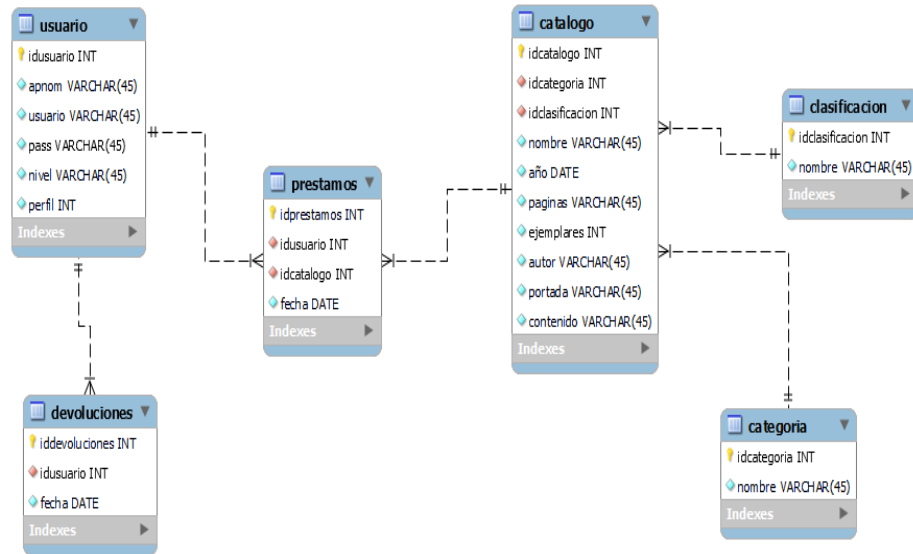 usuario
idusuario INT
apnom VARCHAR(45)
usuario VARCHAR(45)
pass VARCHAR(45)
nivel VARCHAR(45)
perfil INT
Indexes
prestamos
idprestamos INT
idusuario INT
idcatalogo INT
fecha DATE
Indexes
devoluciones
iddevoluciones INT
idusuario INT
fecha DATE
Indexes
catalogo
idcatalogo INT
idcategoria INT
idclasificacion INT
nombre VARCHAR(45)
año DATE
paginas VARCHAR(45)
ejemplares INT
autor VARCHAR(45)
portada VARCHAR(45)
contenido VARCHAR(45)
Indexes
clasificacion
idclasificacion INT
nombre VARCHAR(45)
Indexes
categoria
idcategoria INT
nombre VARCHAR(45)
Indexes